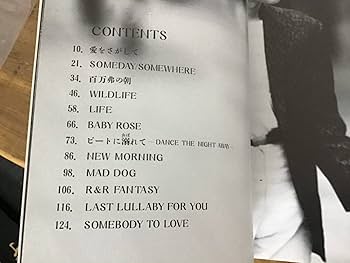 CONTENTS
10. 愛をさがして
21. SOMEDAY/SOMEWHERE
34. 百万弗の朝
46. WILDLIFE
58. LIFE
66. BABY ROSE
73. ビートに溺れて —DANCE THE NIGHT AWAY—
86. NEW MORNING
98. MAD DOG
106. R&R FANTASY
116. LAST LULLABY FOR YOU
124. SOMEBODY TO LOVE